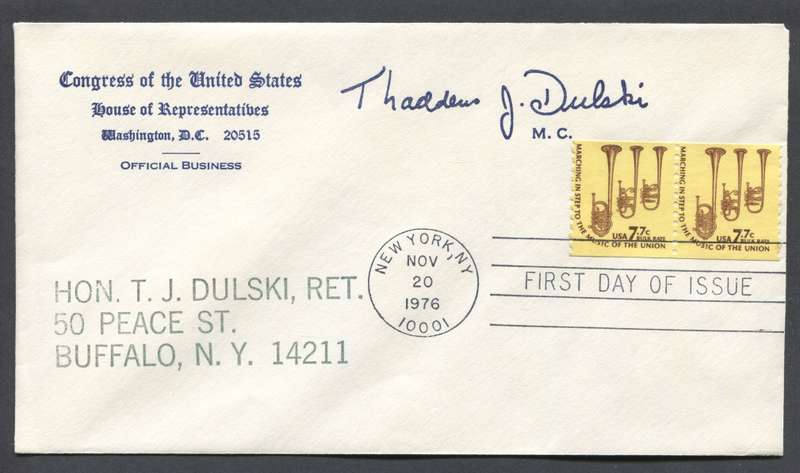 Congress of the United States
House of Representatives
Washington, D.C. 20515
OFFICIAL BUSINESS
Thaddeus J. Dulski
M. C.
MARCHING IN STEP TO THE MUSIC OF THE UNION
USA 7.7c
BULK RATE
MARCHING IN STEP TO THE MUSIC OF THE UNION
USA 7.7c
BULK RATE
NEW YORK, NY
NOV
20
1976
10001
FIRST DAY OF ISSUE
HON. T. J. DULSKI, RET.
50 PEACE ST.
BUFFALO, N. Y. 14211